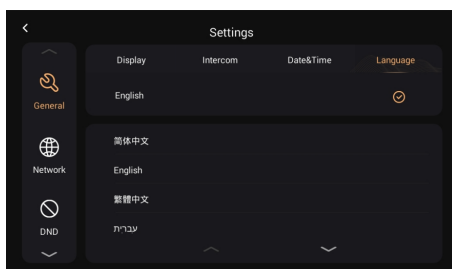 Settings
General
Network
DND
Display Intercom Date&Time Language
English
简体中文
English
繁體中文
עברית